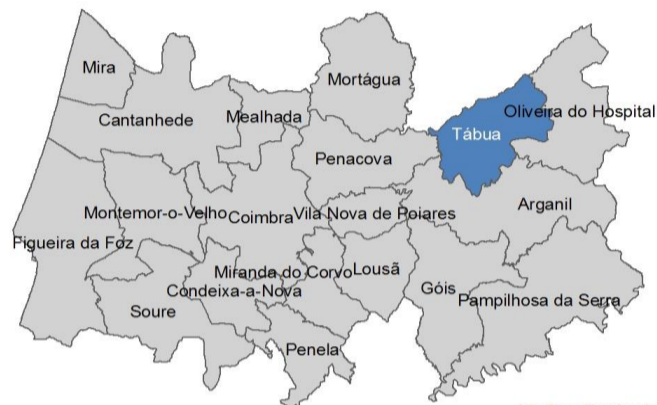 Mira
Mortágua
Cantanhede
Mealhada
Oliveira do Hospital
Tábua
Penacova
Montemor-o-Velho
Coimbra
Vila Nova de Poiares
Arganil
Figueira da Foz
Miranda do Corvo
Lousã
Condeixa-a-Nova
Góis
Pampilhosa da Serra
Soure
Penela